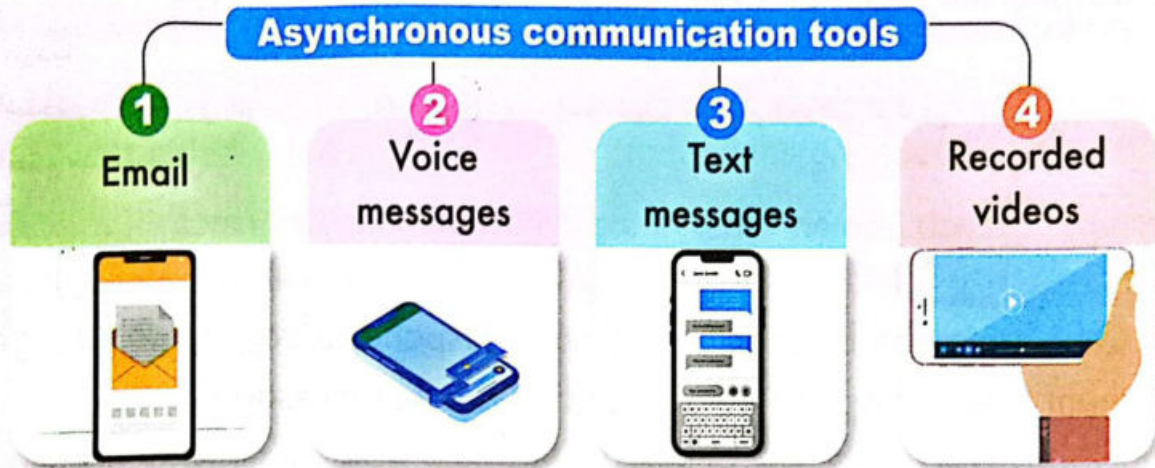 Asynchronous communication tools
1
Email
2
Voice
messages
3
Text
messages
4
Recorded
videos